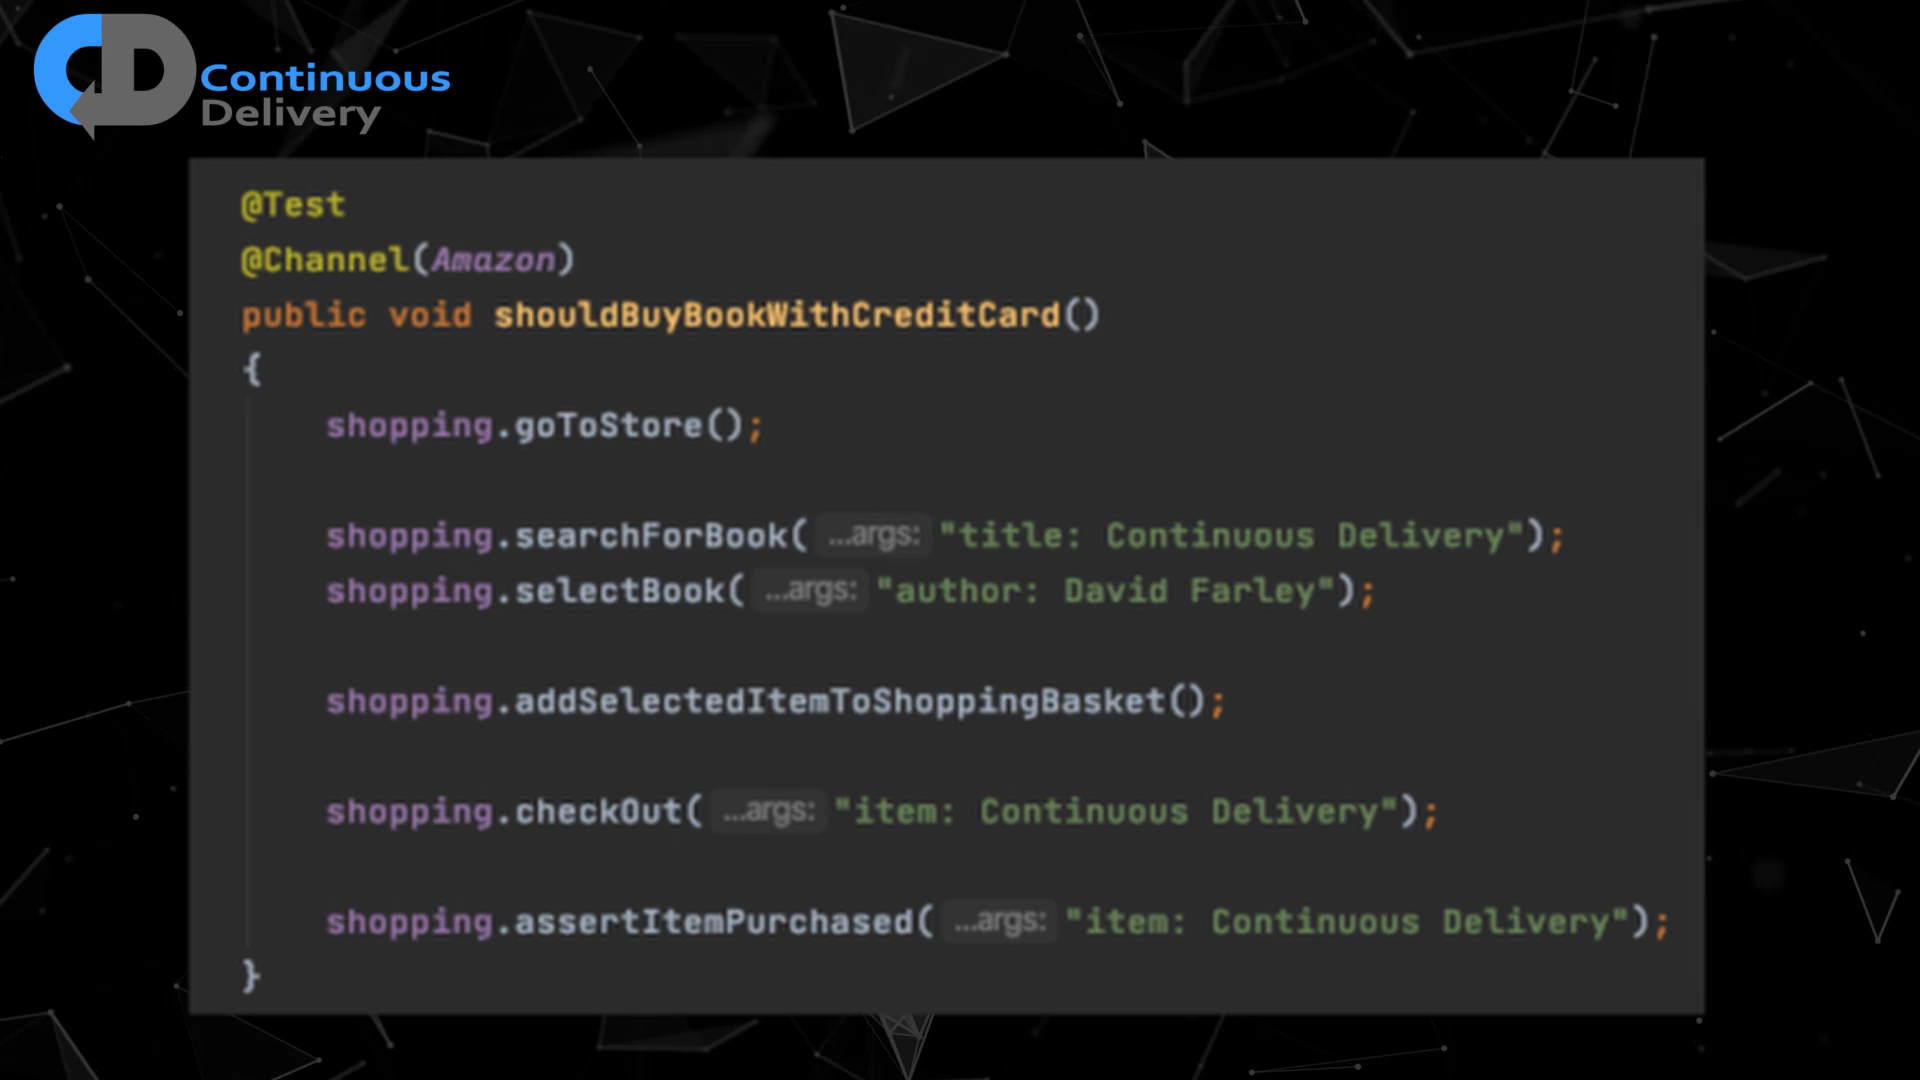 Continuous
Delivery
@Test
@Channel(Amazon)
public void shouldBuyBookWithCreditCard()
{
shopping.goToStore();
shopping.searchForBook( ...args: "title: Continuous Delivery");
shopping.selectBook( ...args: "author: David Farley");
shopping.addSelectedItemToShoppingBasket();
shopping.checkOut( ...args: "item: Continuous Delivery");
shopping.assertItemPurchased( ...args: "item: Continuous Delivery");
}